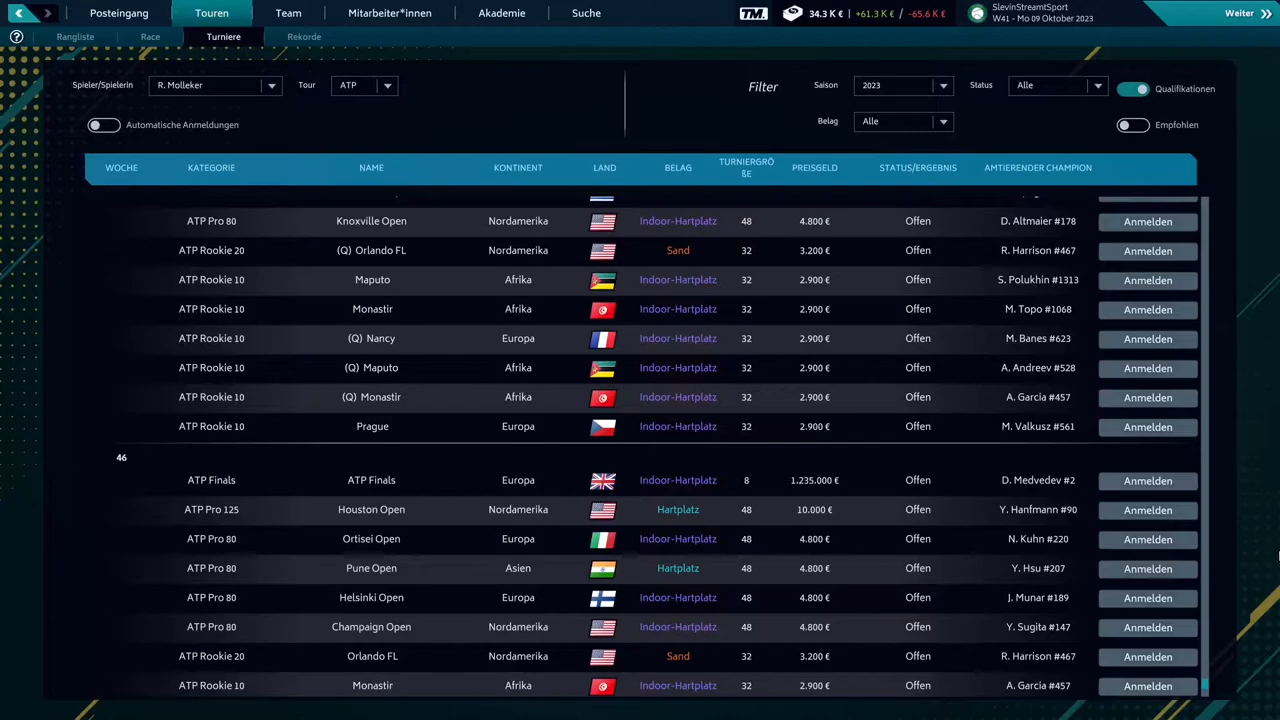 Posteingang Touren Team Mitarbeiter*innen Akademie Suche TM. 34.3 K € | +61.3 K € / -65.6 K € SlevinStreamtSport Weiter
W41 - Mo 09 Oktober 2023
? Rangliste Race Turniere Rekorde
Spieler/Spielerin R. Molleker Tour ATP Filter Saison 2023 Status Alle Qualifikationen
Automatische Anmeldungen Belag Alle Empfohlen
WOCHE KATEGORIE NAME KONTINENT LAND BELAG TURNIERGRÖ
ßE PREISGELD STATUS/ERGEBNIS AMTIERENDER CHAMPION
ATP Pro 80 Knoxville Open Nordamerika Indoor-Hartplatz 48 4.800 € Offen D. Altmaier #178 Anmelden
ATP Rookie 20 (Q) Orlando FL Nordamerika Sand 32 3.200 € Offen R. Harrison #467 Anmelden
ATP Rookie 10 Maputo Afrika Indoor-Hartplatz 32 2.900 € Offen S. Polukhin #1313 Anmelden
ATP Rookie 10 Monastir Afrika Indoor-Hartplatz 32 2.900 € Offen M. Topo #1068 Anmelden
ATP Rookie 10 (Q) Nancy Europa Indoor-Hartplatz 32 2.900 € Offen M. Banes #623 Anmelden
ATP Rookie 10 (Q) Maputo Afrika Indoor-Hartplatz 32 2.900 € Offen A. Andreev #528 Anmelden
ATP Rookie 10 (Q) Monastir Afrika Indoor-Hartplatz 32 2.900 € Offen A. Garcia #457 Anmelden
ATP Rookie 10 Prague Europa Indoor-Hartplatz 32 2.900 € Offen M. Valkusz #561 Anmelden
46
ATP Finals ATP Finals Europa Indoor-Hartplatz 8 1.235.000 € Offen D. Medvedev #2 Anmelden
ATP Pro 125 Houston Open Nordamerika Hartplatz 48 10.000 € Offen Y. Hanfmann #90 Anmelden
ATP Pro 80 Ortisei Open Europa Indoor-Hartplatz 48 4.800 € Offen N. Kuhn #220 Anmelden
ATP Pro 80 Pune Open Asien Hartplatz 48 4.800 € Offen Y. Hsu #207 Anmelden
ATP Pro 80 Helsinki Open Europa Indoor-Hartplatz 48 4.800 € Offen J. Munar #189 Anmelden
ATP Pro 80 Champaign Open Nordamerika Indoor-Hartplatz 48 4.800 € Offen Y. Sugita #147 Anmelden
ATP Rookie 20 Orlando FL Nordamerika Sand 32 3.200 € Offen R. Harrison #467 Anmelden
ATP Rookie 10 Monastir Afrika Indoor-Hartplatz 32 2.900 € Offen A. Garcia #457 Anmelden